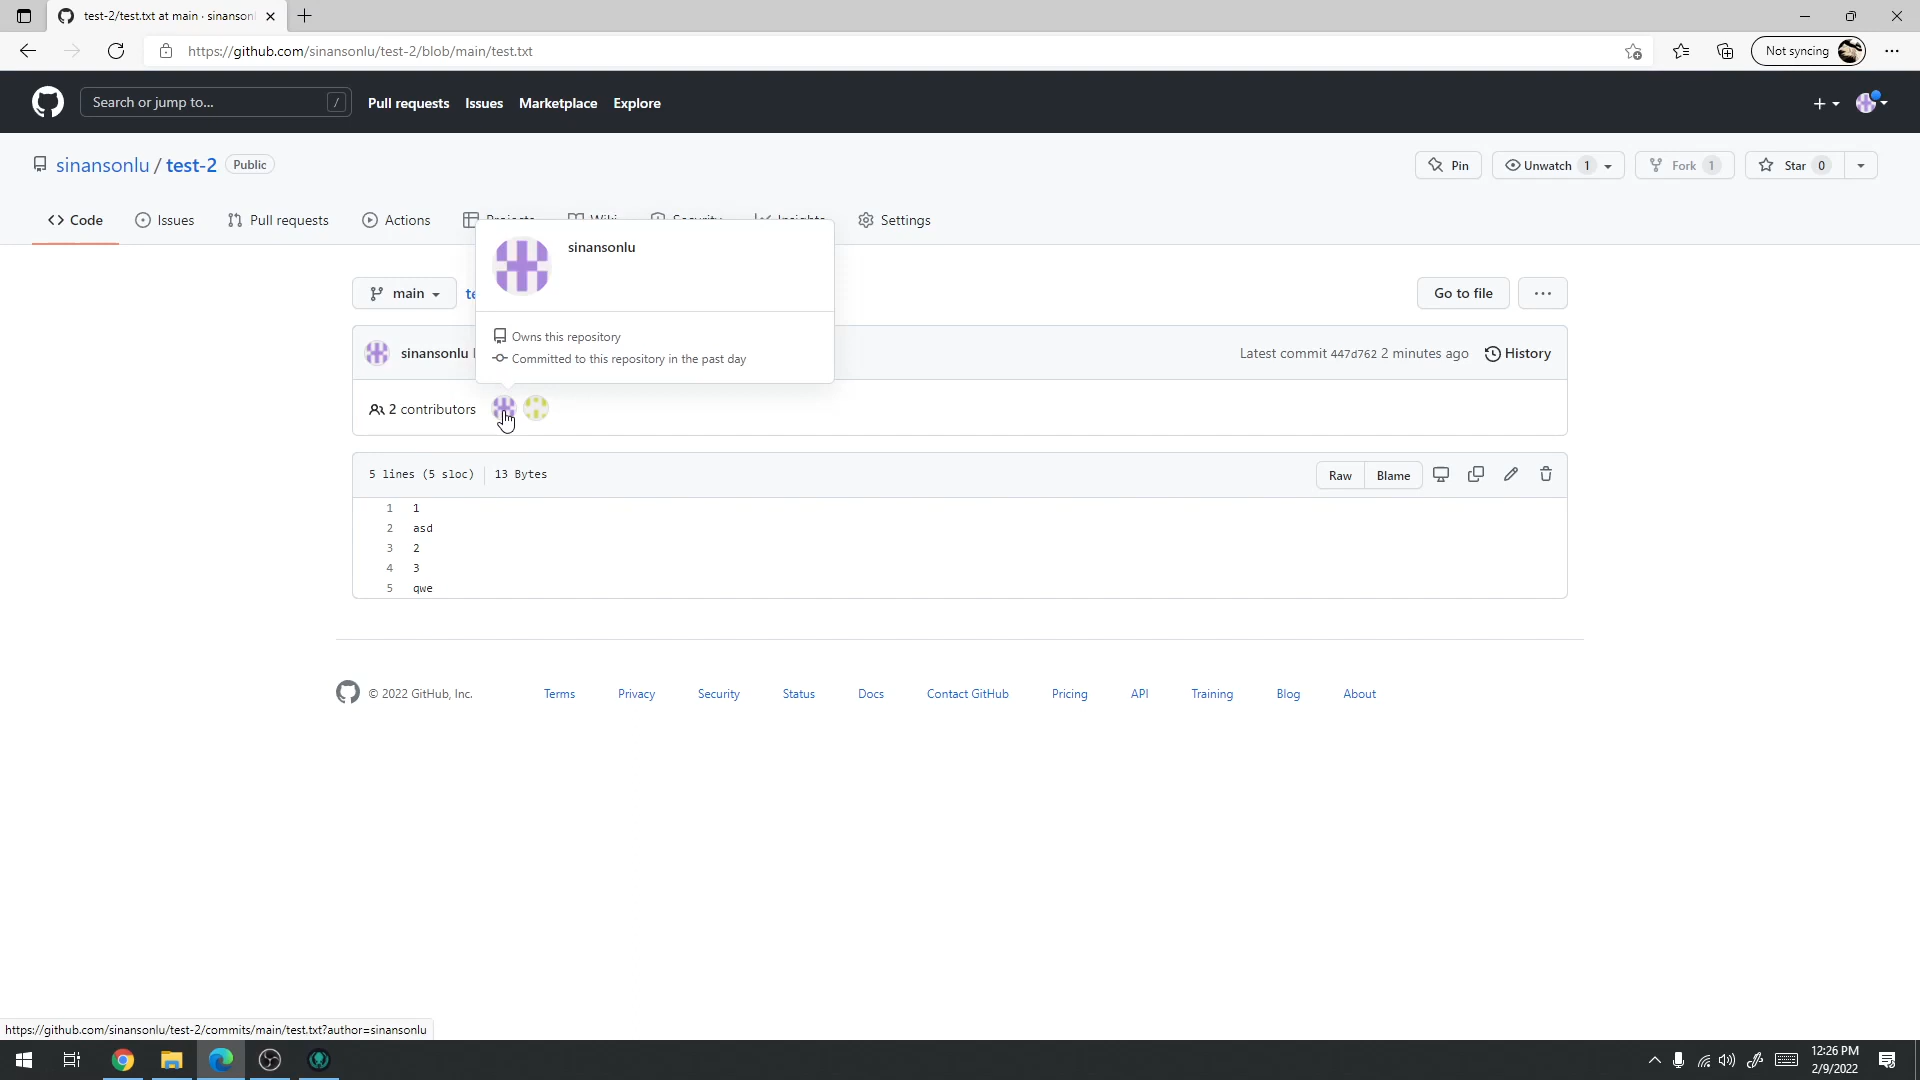 test-2/test.txt at main · sinanson
https://github.com/sinansonlu/test-2/blob/main/test.txt
Not syncing
Search or jump to...
/
Pull requests
Issues
Marketplace
Explore
sinansonlu / test-2
Public
Pin
Unwatch 1
Fork 1
Star 0
Code
Issues
Pull requests
Actions
Projects
Wiki
Security
Insights
Settings
sinansonlu
Owns this repository
Committed to this repository in the past day
main
Go to file
sinansonlu
Latest commit 447d762 2 minutes ago
History
2 contributors
5 lines (5 sloc)
13 Bytes
Raw
Blame
1 1
2 asd
3 2
4 3
5 qwe
© 2022 GitHub, Inc.
Terms
Privacy
Security
Status
Docs
Contact GitHub
Pricing
API
Training
Blog
About
https://github.com/sinansonlu/test-2/commits/main/test.txt?author=sinansonlu
12:26 PM
2/9/2022